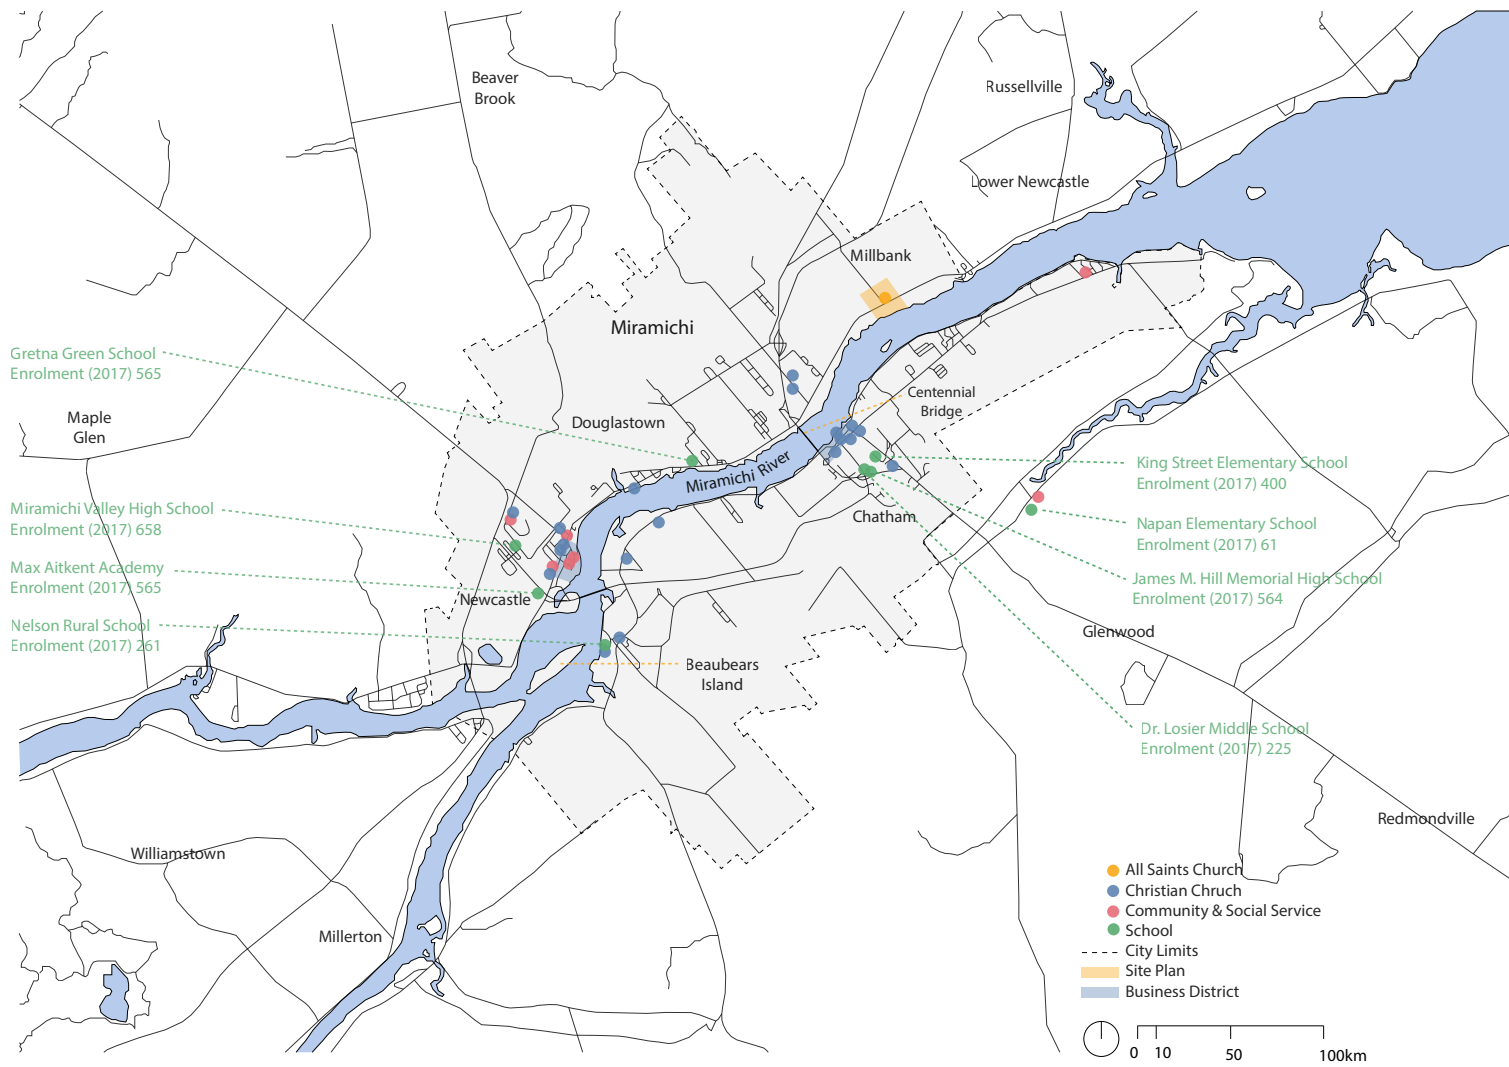 Beaver
Brook
Russellville
Lower Newcastle
Millbank
Miramichi
Gretna Green School
Enrolment (2017) 565
Maple
Glen
Douglastown
Centennial
Bridge
Miramichi River
King Street Elementary School
Enrolment (2017) 400
Miramichi Valley High School
Enrolment (2017) 658
Chatham
Napan Elementary School
Enrolment (2017) 61
Max Aitkent Academy
Enrolment (2017) 565
James M. Hill Memorial High School
Enrolment (2017) 564
Newcastle
Nelson Rural School
Enrolment (2017) 261
Glenwood
Beaubears
Island
Dr. Losier Middle School
Enrolment (2017) 225
Redmondville
Williamstown
Millerton
All Saints Church
Christian Chruch
Community & Social Service
School
City Limits
Site Plan
Business District
0 10 50 100km